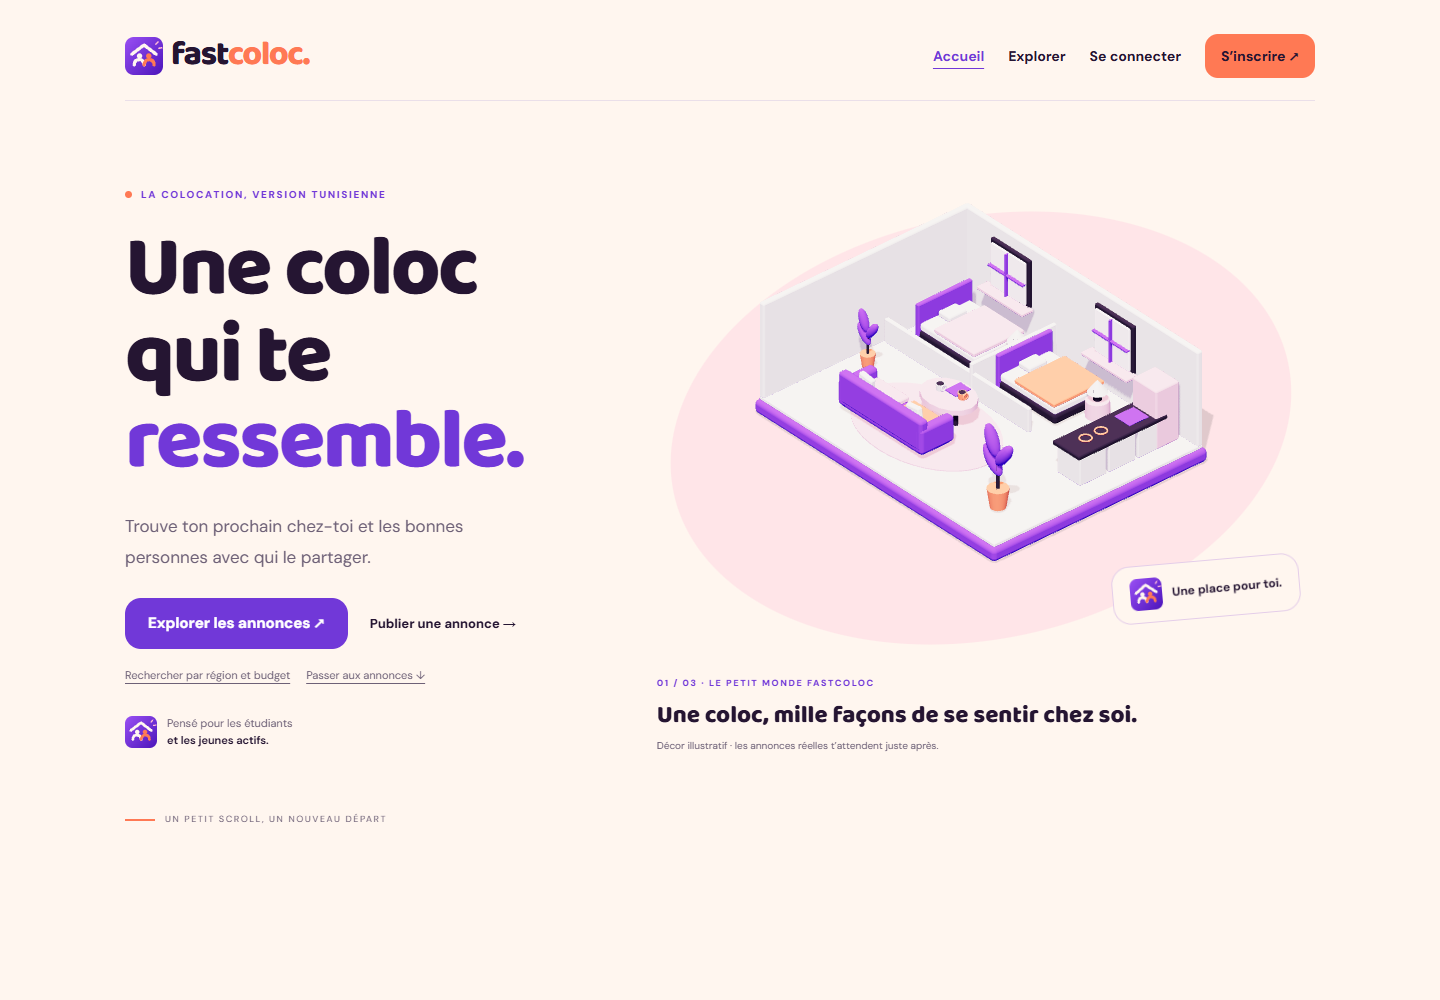 fastcoloc.
Accueil
Explorer
Se connecter
S’inscrire ↗
LA COLOCATION, VERSION TUNISIENNE
Une coloc
qui te
ressemble.
Trouve ton prochain chez-toi et les bonnes
personnes avec qui le partager.
Explorer les annonces ↗
Publier une annonce →
Rechercher par région et budget
Passer aux annonces ↓
Pensé pour les étudiants
et les jeunes actifs.
UN PETIT SCROLL, UN NOUVEAU DÉPART
Une place pour toi.
01 / 03 · LE PETIT MONDE FASTCOLOC
Une coloc, mille façons de se sentir chez soi.
Décor illustratif · les annonces réelles t’attendent juste après.